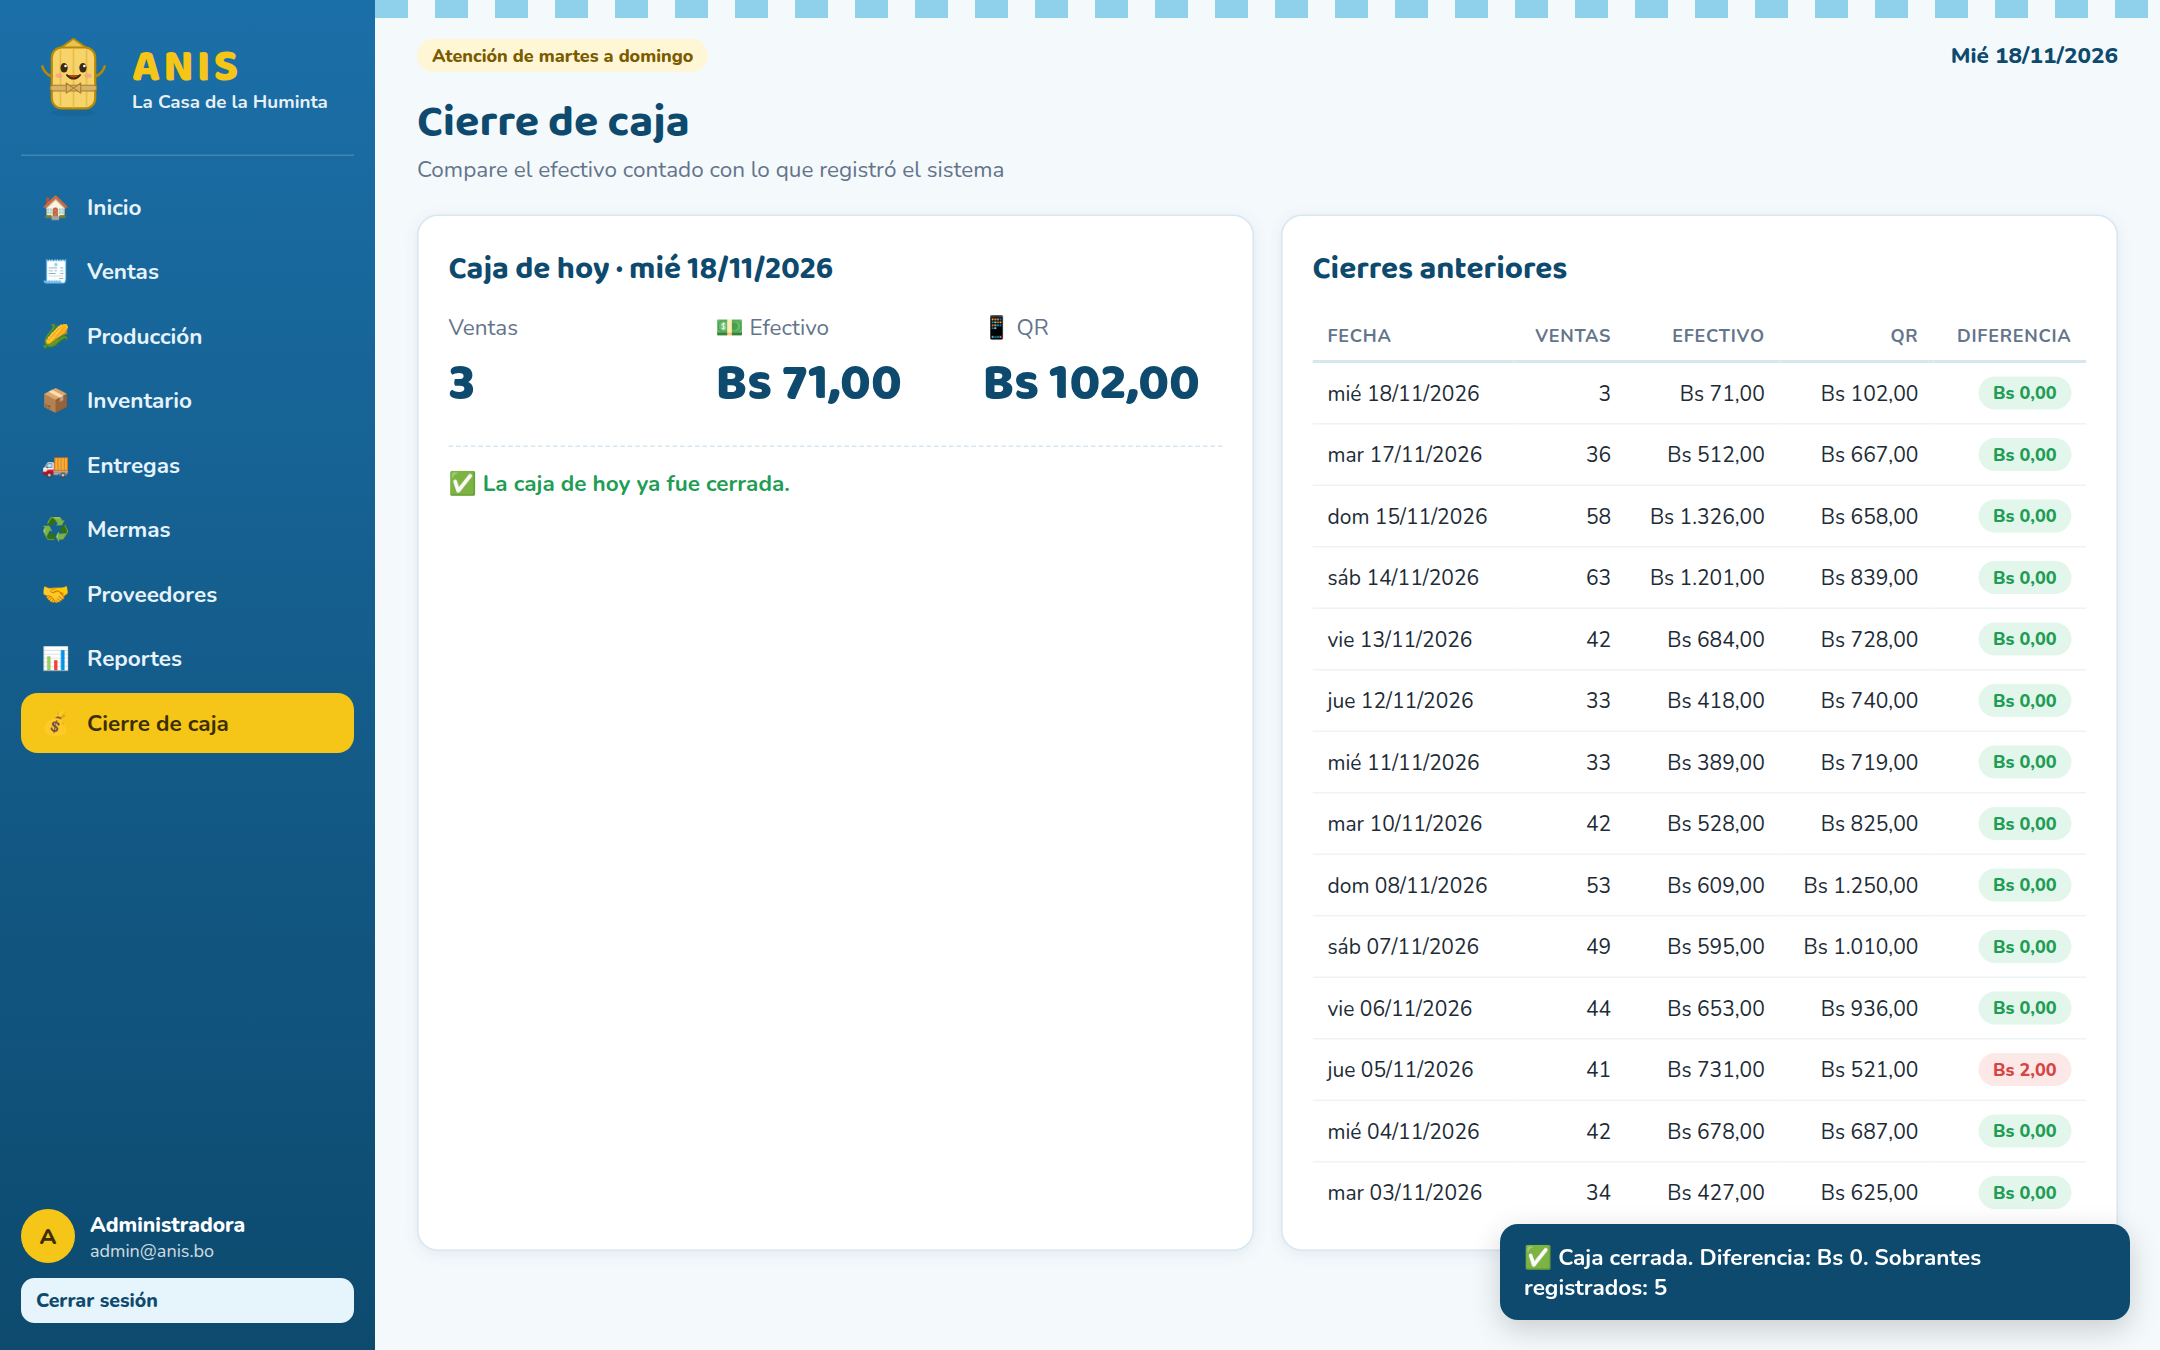 ANIS
La Casa de la Huminta
Inicio
Ventas
Producción
Inventario
Entregas
Mermas
Proveedores
Reportes
Cierre de caja
A
Administradora
admin@anis.bo
Cerrar sesión
Atención de martes a domingo
Mié 18/11/2026
Cierre de caja
Compare el efectivo contado con lo que registró el sistema
Caja de hoy · mié 18/11/2026
Ventas Efectivo QR
3 Bs 71,00 Bs 102,00
La caja de hoy ya fue cerrada.
Cierres anteriores
FECHA VENTAS EFECTIVO QR DIFERENCIA
mié 18/11/2026 3 Bs 71,00 Bs 102,00 Bs 0,00
mar 17/11/2026 36 Bs 512,00 Bs 667,00 Bs 0,00
dom 15/11/2026 58 Bs 1.326,00 Bs 658,00 Bs 0,00
sáb 14/11/2026 63 Bs 1.201,00 Bs 839,00 Bs 0,00
vie 13/11/2026 42 Bs 684,00 Bs 728,00 Bs 0,00
jue 12/11/2026 33 Bs 418,00 Bs 740,00 Bs 0,00
mié 11/11/2026 33 Bs 389,00 Bs 719,00 Bs 0,00
mar 10/11/2026 42 Bs 528,00 Bs 825,00 Bs 0,00
dom 08/11/2026 53 Bs 609,00 Bs 1.250,00 Bs 0,00
sáb 07/11/2026 49 Bs 595,00 Bs 1.010,00 Bs 0,00
vie 06/11/2026 44 Bs 653,00 Bs 936,00 Bs 0,00
jue 05/11/2026 41 Bs 731,00 Bs 521,00 Bs 2,00
mié 04/11/2026 42 Bs 678,00 Bs 687,00 Bs 0,00
mar 03/11/2026 34 Bs 427,00 Bs 625,00 Bs 0,00
Caja cerrada. Diferencia: Bs 0. Sobrantes
registrados: 5